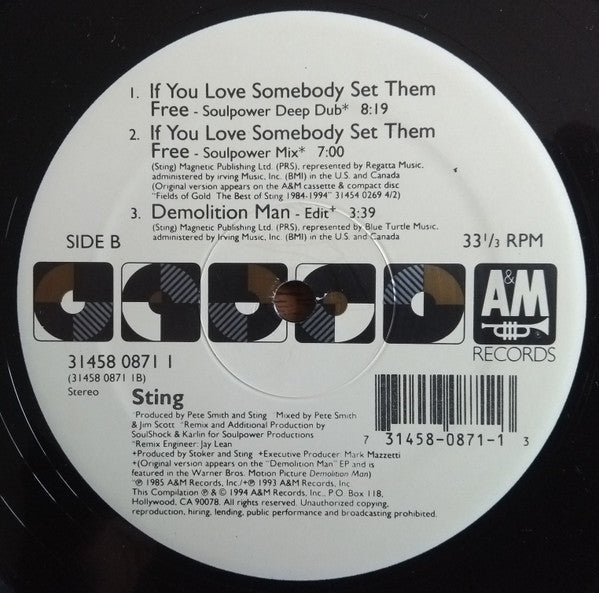 1. If You Love Somebody Set Them
Free - Soulpower Deep Dub* 8:19
2. If You Love Somebody Set Them
Free - Soulpower Mix* 7:00
(Sting) Magnetic Publishing Ltd. (PRS), represented by Regatta Music,
administered by Irving Music, Inc. (BMI) in the U.S. and Canada
(Original version appears on the A&M cassette & compact disc
"Fields of Gold The Best of Sting 1984-1994" 31454 0269 4/2)
3. Demolition Man - Edit+ 3:39
(Sting) Magnetic Publishing Ltd. (PRS), represented by Blue Turtle Music,
administered by Irving Music, Inc. (BMI) in the U.S. and Canada
SIDE B
33 1/3 RPM
A&M
RECORDS
31458 0871 1
(31458 0871 1B)
Stereo
Sting
*Produced by Pete Smith and Sting *Mixed by Pete Smith
& Jim Scott *Remix and Additional Production by
SoulShock & Karlin for Soulpower Productions
*Remix Engineer: Jay Lean
+Produced by Stoker and Sting +Executive Producer: Mark Mazzetti
+(Original version appears on the "Demolition Man" EP and is
featured in the Warner Bros. Motion Picture Demolition Man)
*℗ 1985 A&M Records, Inc./+℗ 1993 A&M Records, Inc
This Compilation ℗ & © 1994 A&M Records, Inc., P.O. Box 118,
Hollywood, CA 90078. All rights reserved. Unauthorized copying,
reproduction, hiring, lending, public performance and broadcasting prohibited.
7 31458-0871-1 3